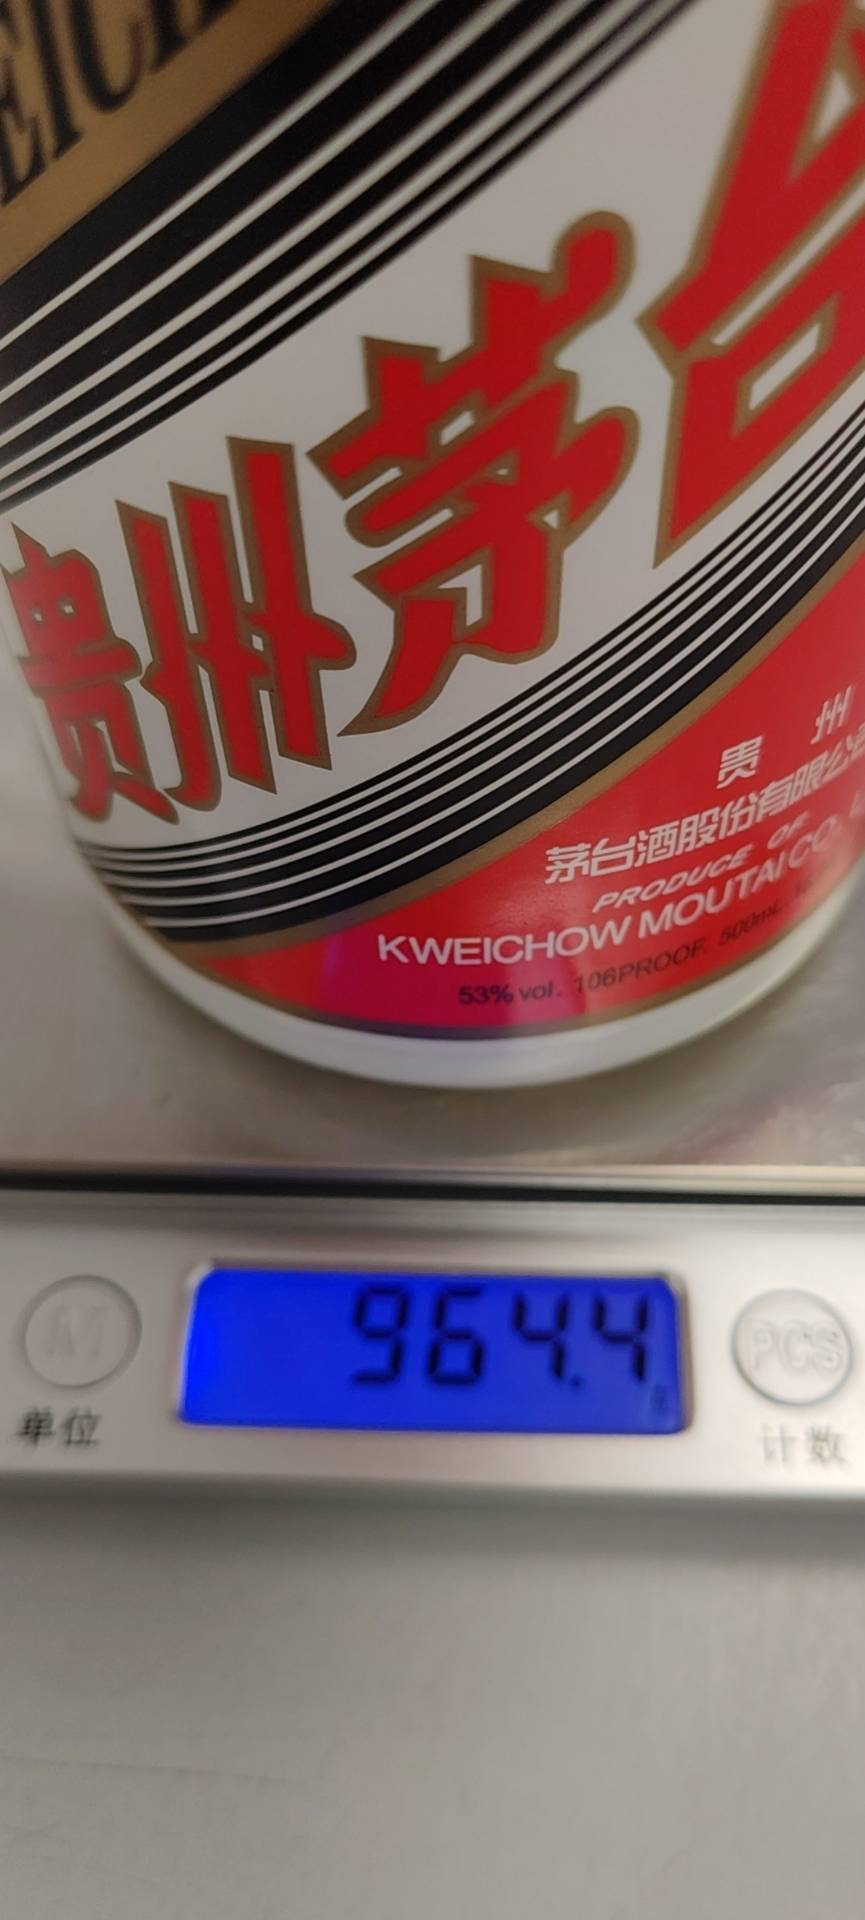 贵州茅台
贵 州
茅台酒股份有限公
PRODUCE OF
KWEICHOW MOUTAI CO.
53% vol. 106PROOF. 500mL
964.4
M
PCS
单位
计数